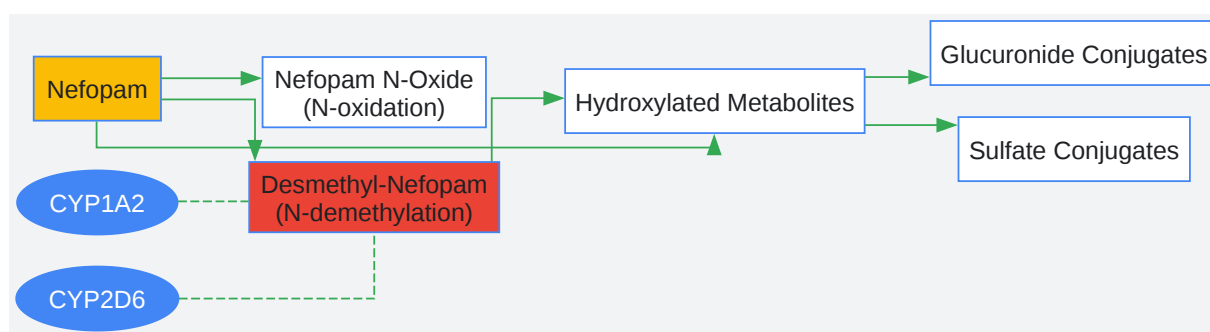 Nefopam
Nefopam N-Oxide
(N-oxidation)
Hydroxylated Metabolites
Glucuronide Conjugates
Sulfate Conjugates
Desmethyl-Nefopam
(N-demethylation)
CYP1A2
CYP2D6